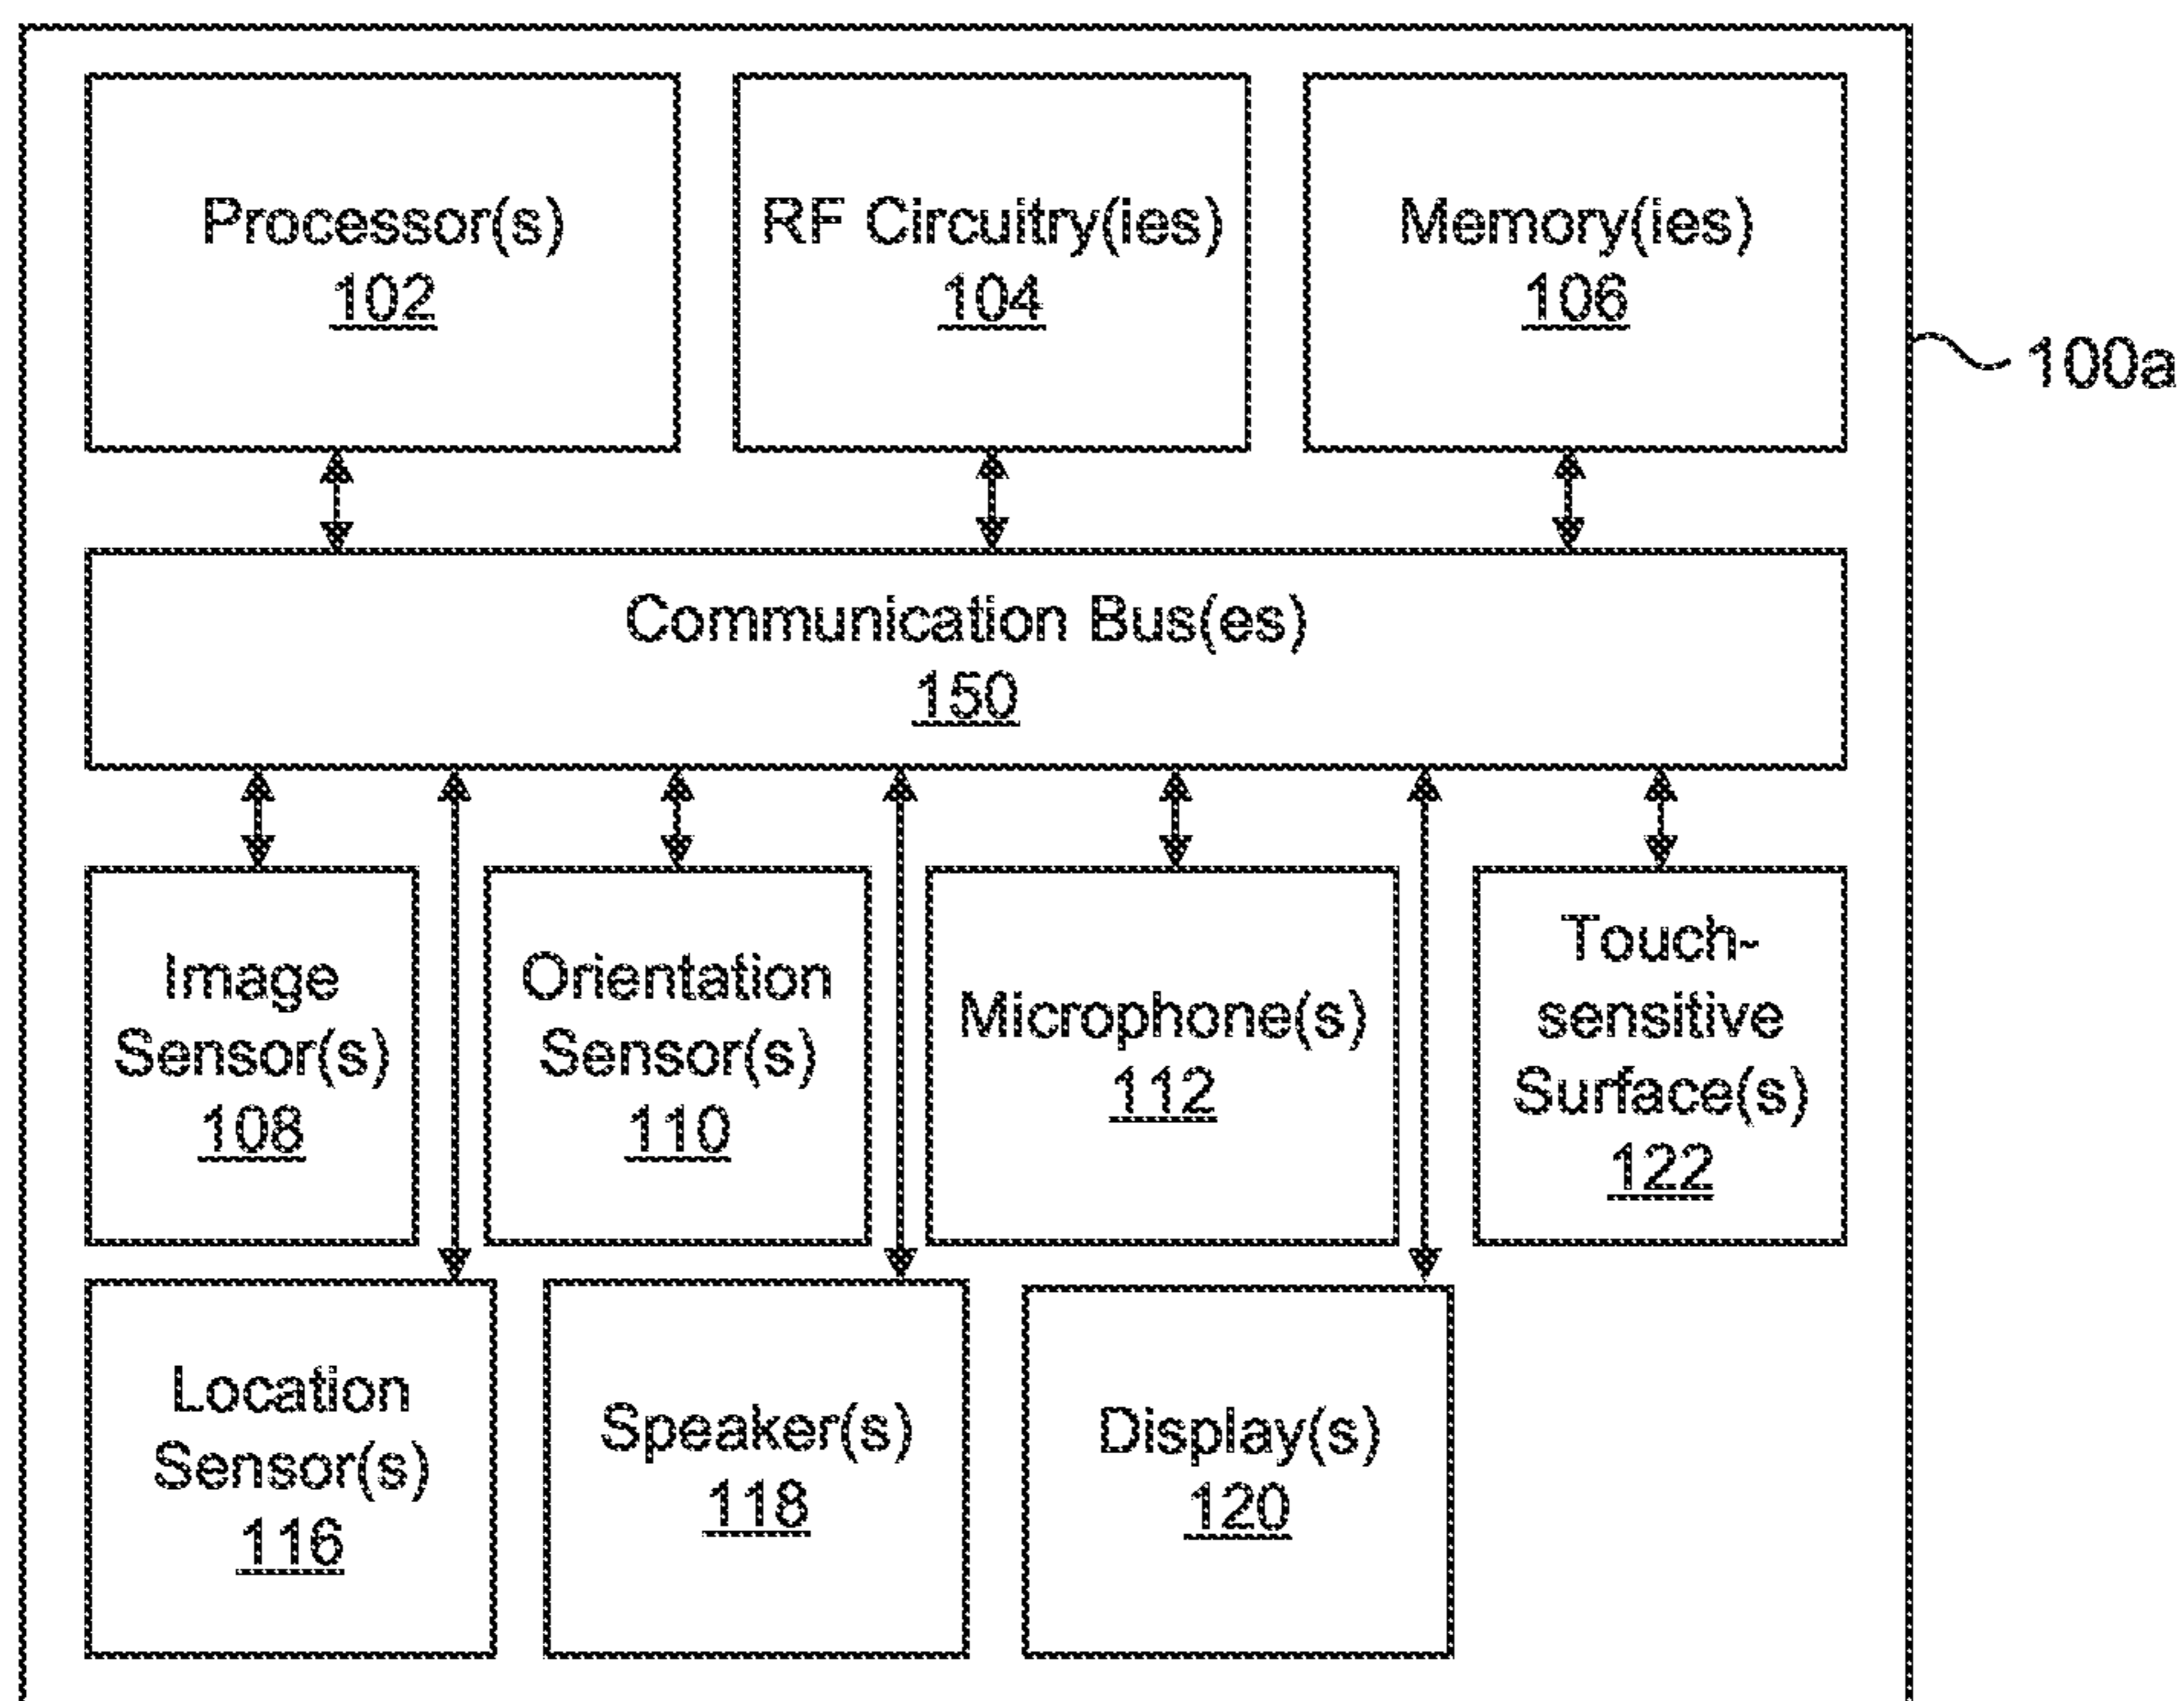 Processor(s)
102
RF Circuitry(ies)
104
Memory(ies)
106
100a
Communication Bus(es)
150
Image
Sensor(s)
108
Orientation
Sensor(s)
110
Microphone(s)
112
Touch-
sensitive
Surface(s)
122
Location
Sensor(s)
116
Speaker(s)
118
Display(s)
120